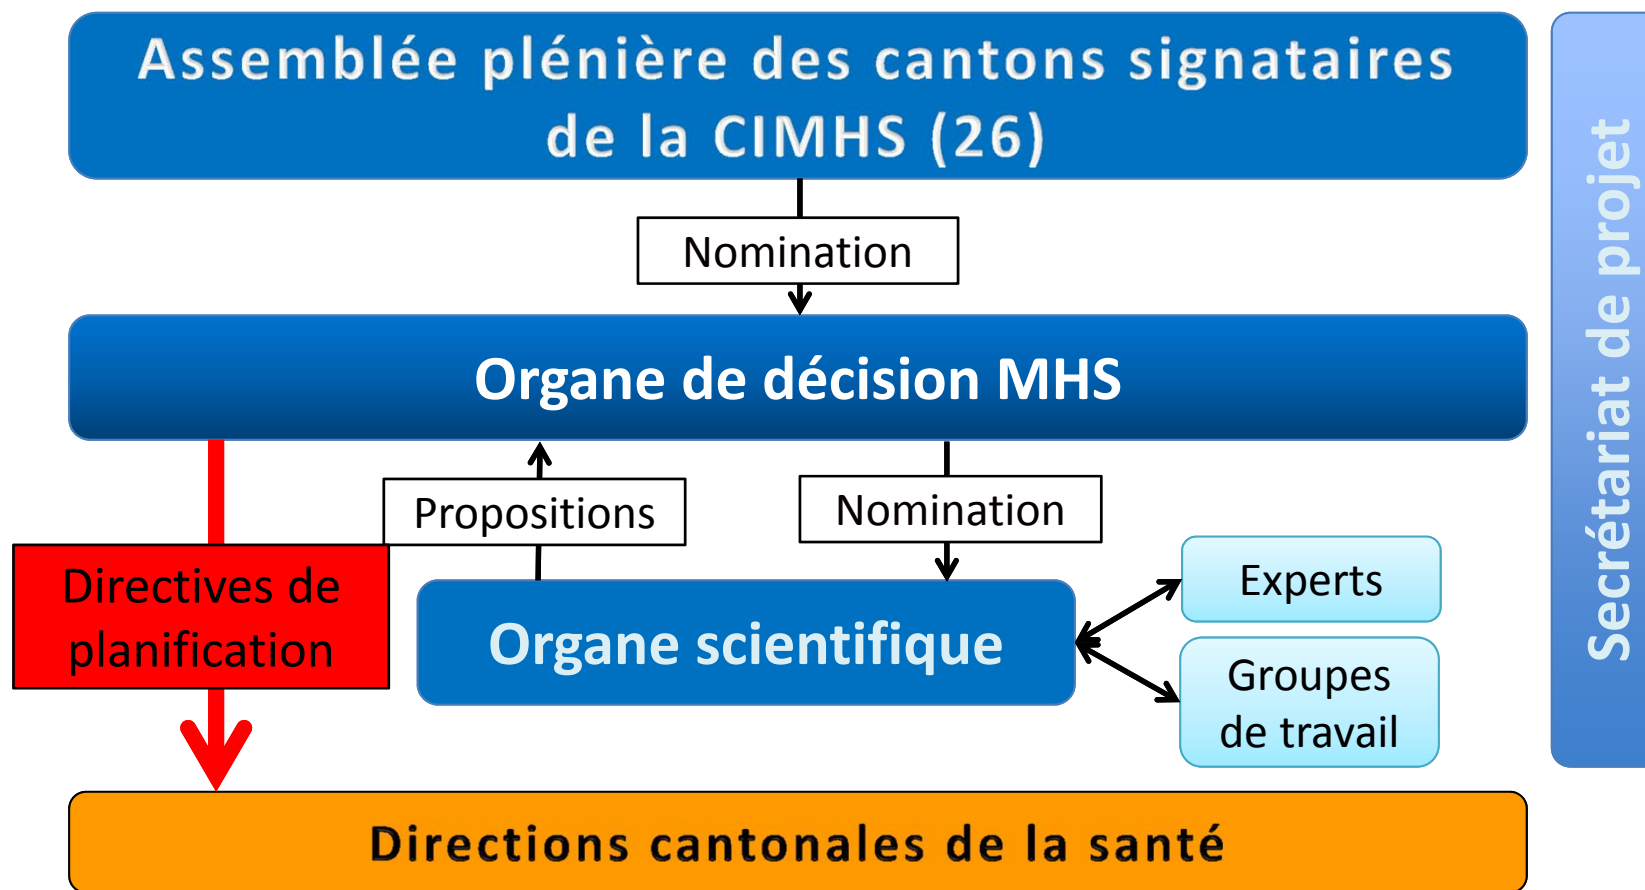 Assemblée plénière des cantons signataires
de la CIMHS (26)
Nomination
Organe de décision MHS
Propositions
Nomination
Directives de
planification
Organe scientifique
Experts
Groupes
de travail
Directions cantonales de la santé
Secrétariat de projet